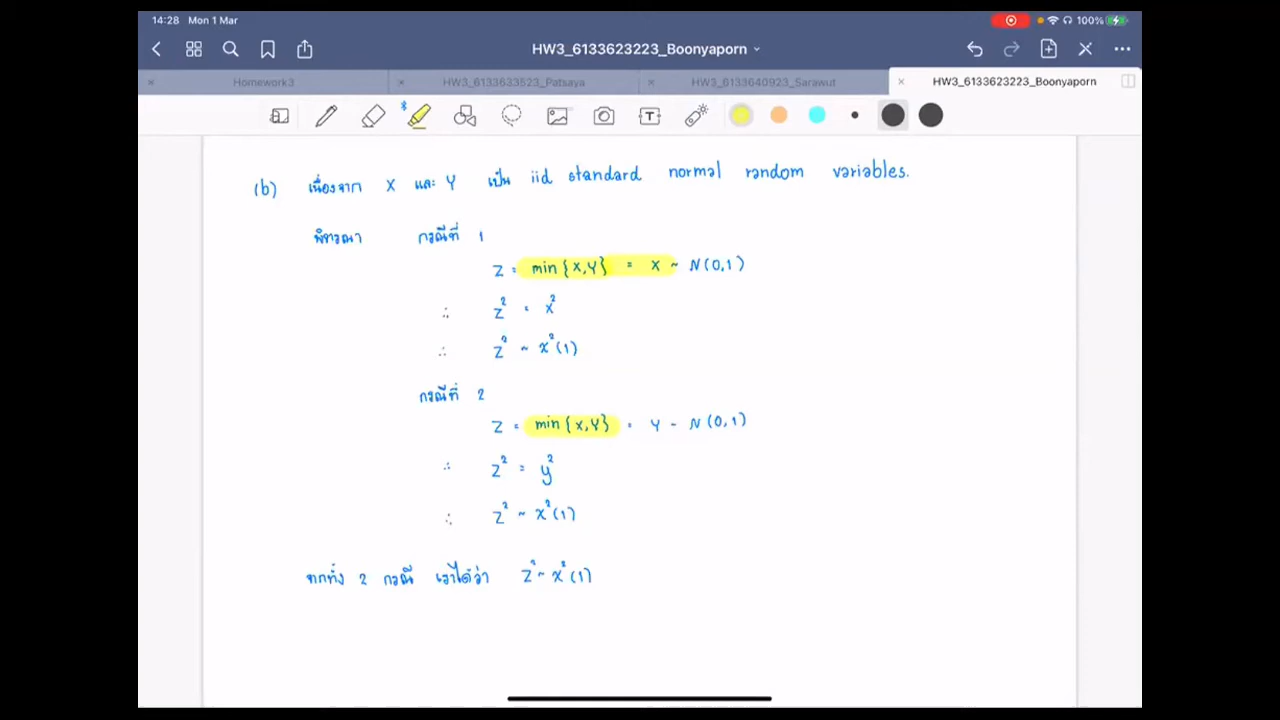 14:28 Mon 1 Mar
100%
HW3_6133623223_Boonyaporn
Homework3
HW3_6133633523_Patsaya
HW3_6133640923_Sarawut
HW3_6133623223_Boonyaporn
(b) เนื่องจาก X และ Y เป็น iid standard normal random variables.
พิจารณา กรณีที่ 1
Z = min{X,Y} = X ~ N(0,1)
∴ Z² = X²
∴ Z² ~ χ²(1)
กรณีที่ 2
Z = min{X,Y} = Y ~ N(0,1)
∴ Z² = y²
∴ Z² ~ χ²(1)
จากทั้ง 2 กรณี เราได้ว่า Z² ~ χ²(1)